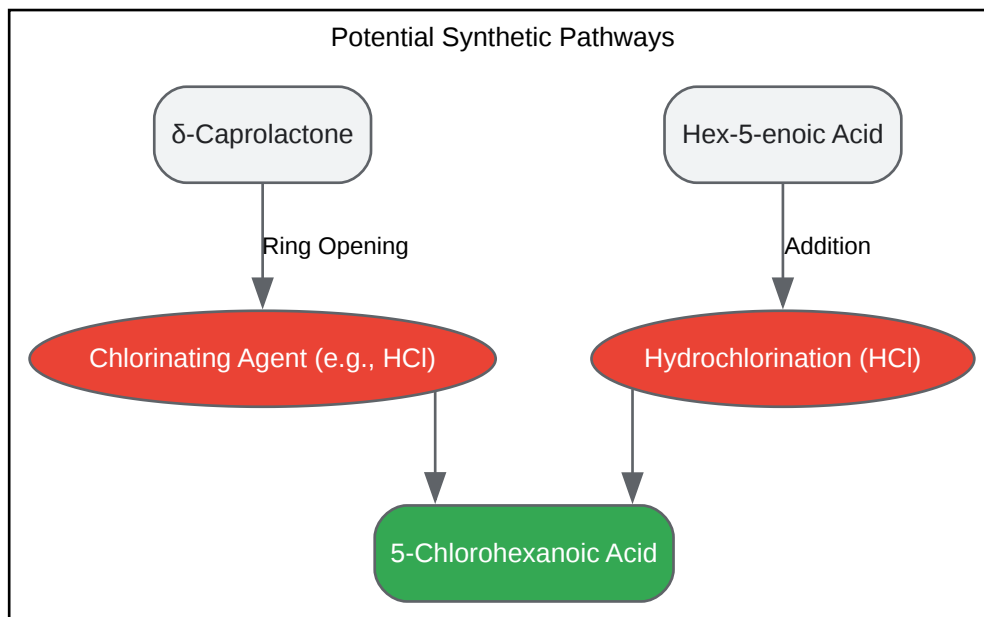 Potential Synthetic Pathways
δ-Caprolactone
Hex-5-enoic Acid
Ring Opening
Addition
Chlorinating Agent (e.g., HCl)
Hydrochlorination (HCl)
5-Chlorohexanoic Acid